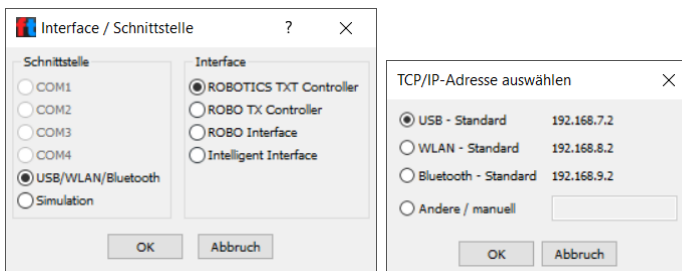 Interface / Schnittstelle ?
Schnittstelle
COM1
COM2
COM3
COM4
USB/WLAN/Bluetooth
Simulation
Interface
ROBOTICS TXT Controller
ROBO TX Controller
ROBO Interface
Intelligent Interface
OK Abbruch
TCP/IP-Adresse auswählen
USB - Standard 192.168.7.2
WLAN - Standard 192.168.8.2
Bluetooth - Standard 192.168.9.2
Andere / manuell
OK Abbruch